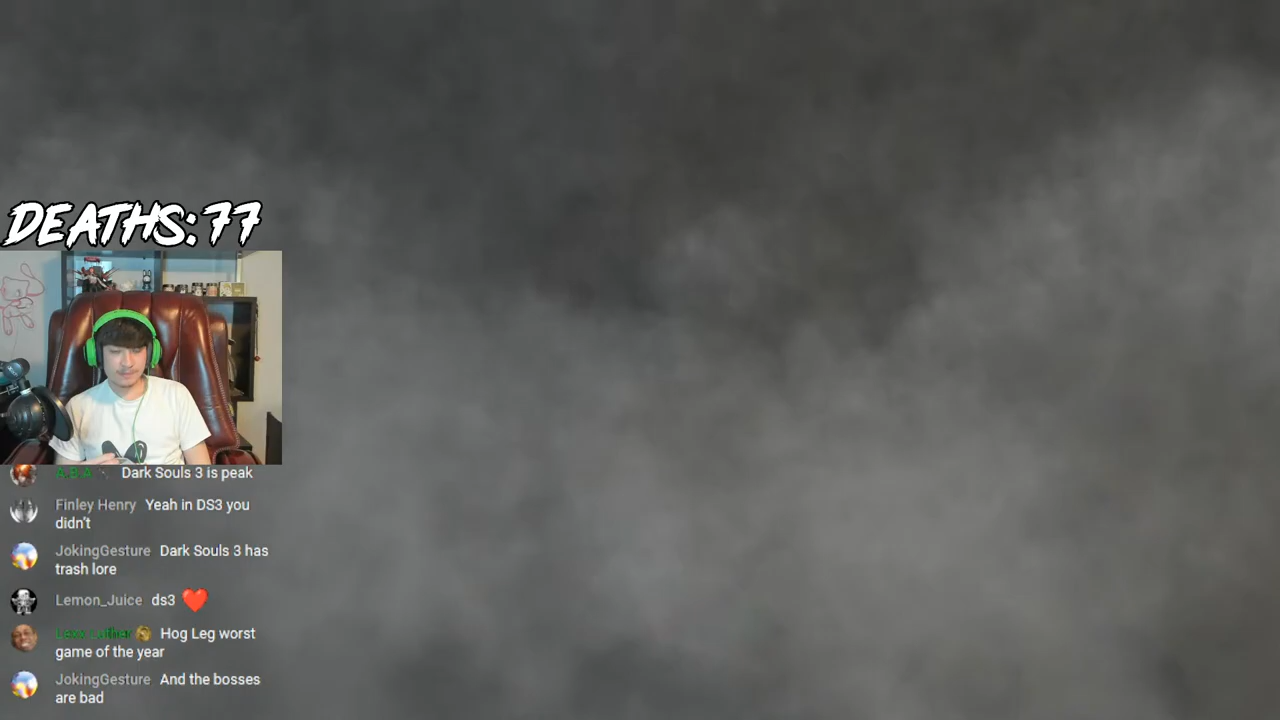 DEATHS:77
Dark Souls 3 is peak
Finley Henry Yeah in DS3 you
didn't
JokingGesture Dark Souls 3 has
trash lore
Lemon_Juice ds3
Hog Leg worst
game of the year
JokingGesture And the bosses
are bad